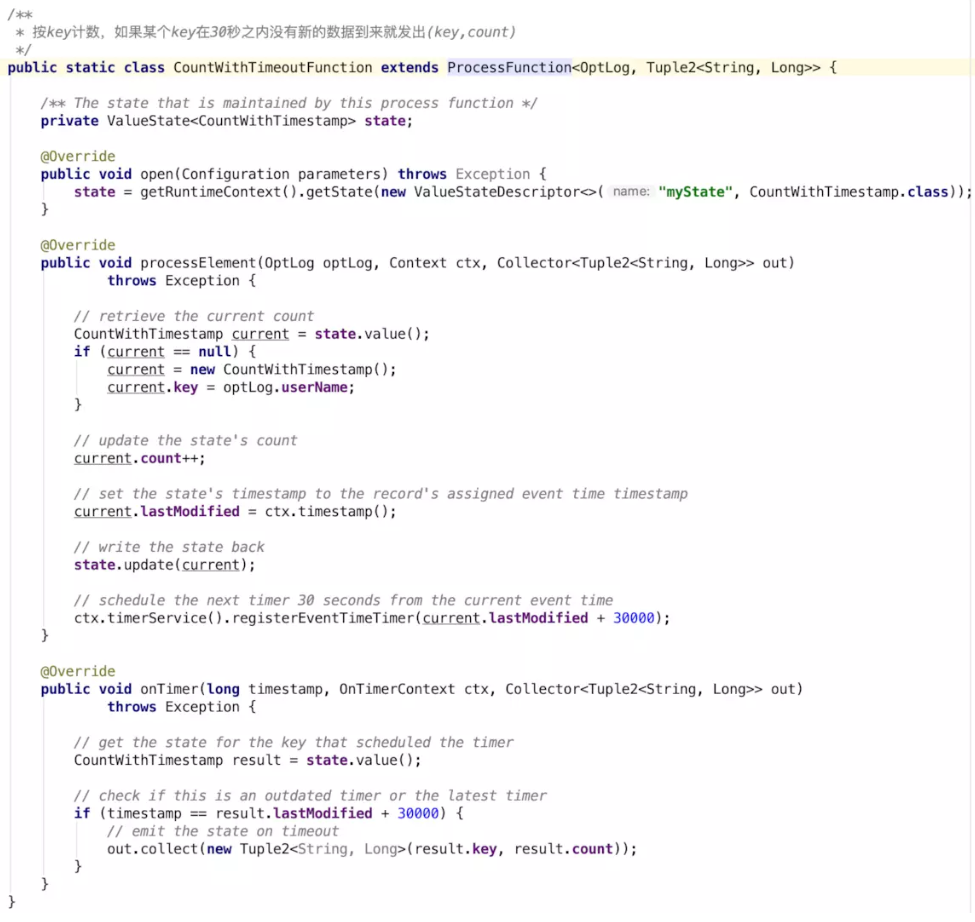 /**
 * 按key计数，如果某个key在30秒之内没有新的数据到来就发出(key,count)
 */
public static class CountWithTimeoutFunction extends ProcessFunction<OptLog, Tuple2<String, Long>> {
/** The state that is maintained by this process function */
private ValueState<CountWithTimestamp> state;
@Override
public void open(Configuration parameters) throws Exception {
state = getRuntimeContext().getState(new ValueStateDescriptor<>( name: "myState", CountWithTimestamp.class));
}
@Override
public void processElement(OptLog optLog, Context ctx, Collector<Tuple2<String, Long>> out)
throws Exception {
// retrieve the current count
CountWithTimestamp current = state.value();
if (current == null) {
current = new CountWithTimestamp();
current.key = optLog.userName;
}
// update the state's count
current.count++;
// set the state's timestamp to the record's assigned event time timestamp
current.lastModified = ctx.timestamp();
// write the state back
state.update(current);
// schedule the next timer 30 seconds from the current event time
ctx.timerService().registerEventTimeTimer(current.lastModified + 30000);
}
@Override
public void onTimer(long timestamp, OnTimerContext ctx, Collector<Tuple2<String, Long>> out)
throws Exception {
// get the state for the key that scheduled the timer
CountWithTimestamp result = state.value();
// check if this is an outdated timer or the latest timer
if (timestamp == result.lastModified + 30000) {
// emit the state on timeout
out.collect(new Tuple2<String, Long>(result.key, result.count));
}
}
}